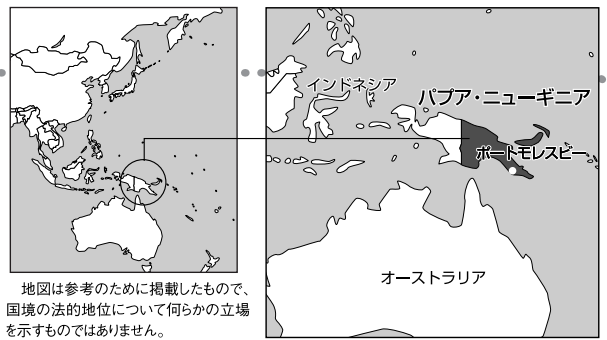 インドネシア
パプア・ニューギニア
ポートモレスビー
オーストラリア
地図は参考のために掲載したもので、
国境の法的地位について何らかの立場
を示すものではありません。